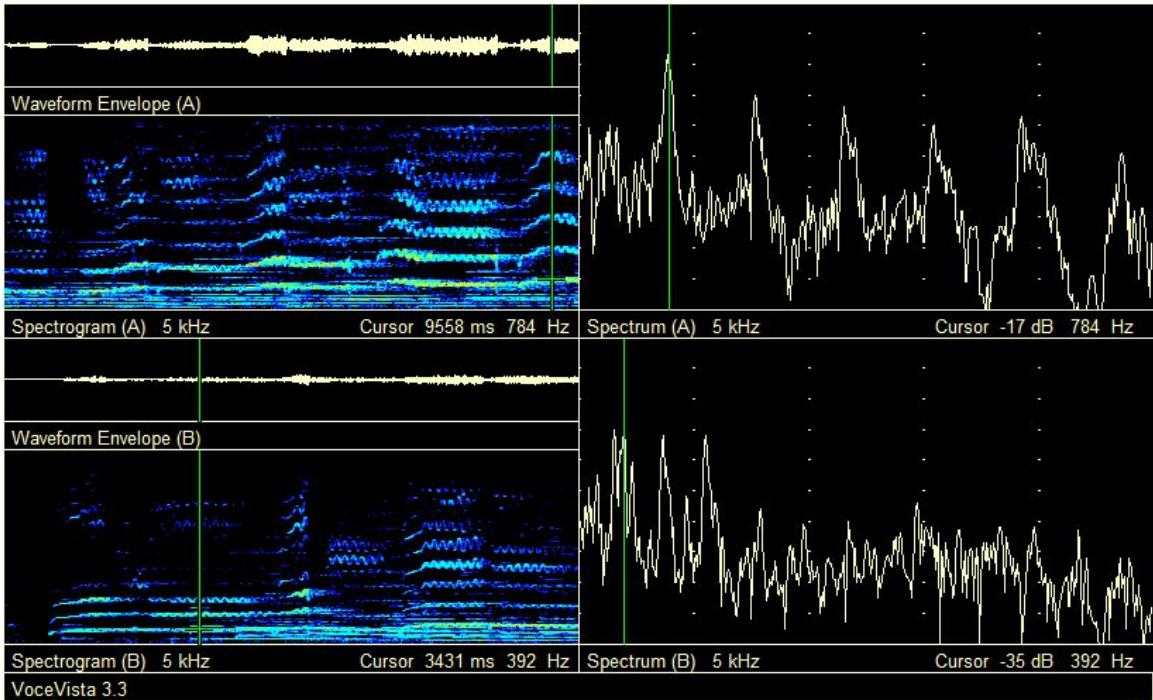 Waveform Envelope (A)
Spectrogram (A) 5 kHz Cursor 9558 ms 784 Hz
Spectrum (A) 5 kHz Cursor -17 dB 784 Hz
Waveform Envelope (B)
Spectrogram (B) 5 kHz Cursor 3431 ms 392 Hz
Spectrum (B) 5 kHz Cursor -35 dB 392 Hz
VoceVista 3.3